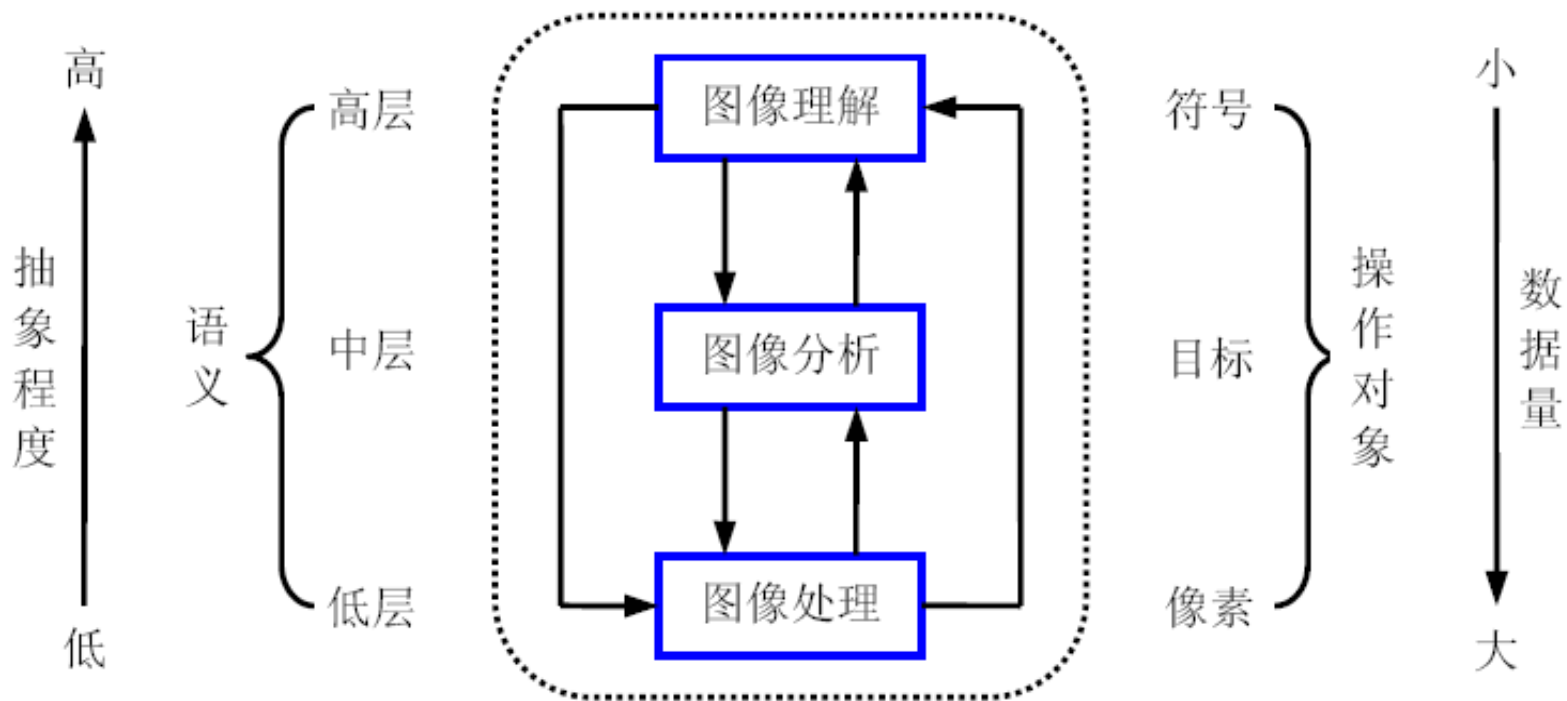 高
小
高层
图像理解
符号
抽象程度
语义
中层
图像分析
目标
操作对象
数据量
低层
图像处理
像素
低
大